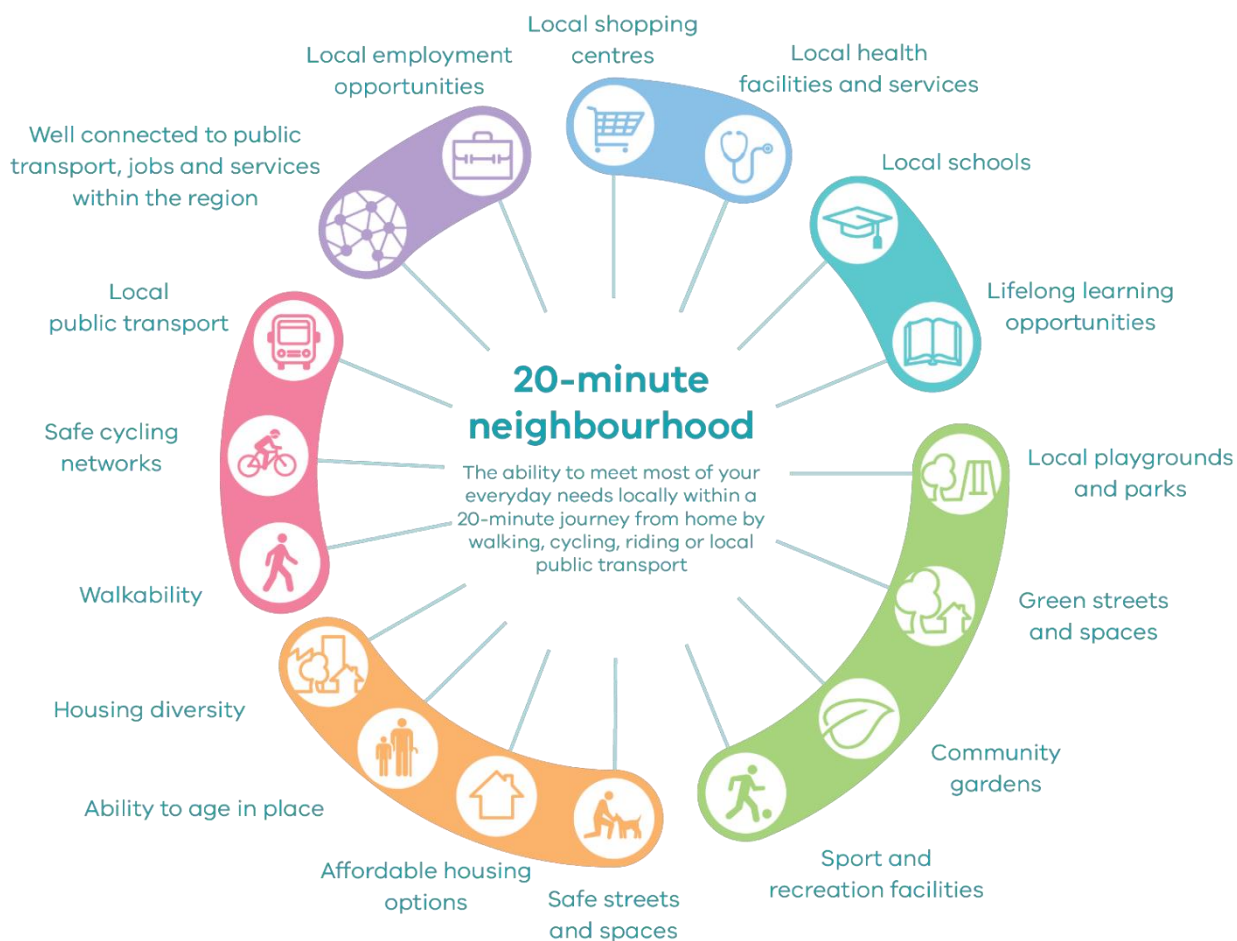 Local shopping
centres
Local health
facilities and services
Local schools
Lifelong learning
opportunities
Local playgrounds
and parks
Green streets
and spaces
Community
gardens
Sport and
recreation facilities
Safe streets
and spaces
Affordable housing
options
Ability to age in place
Housing diversity
Walkability
Safe cycling
networks
Local
public transport
Well connected to public
transport, jobs and services
within the region
Local employment
opportunities
20-minute
neighbourhood
The ability to meet most of your
everyday needs locally within a
20-minute journey from home by
walking, cycling, riding or local
public transport